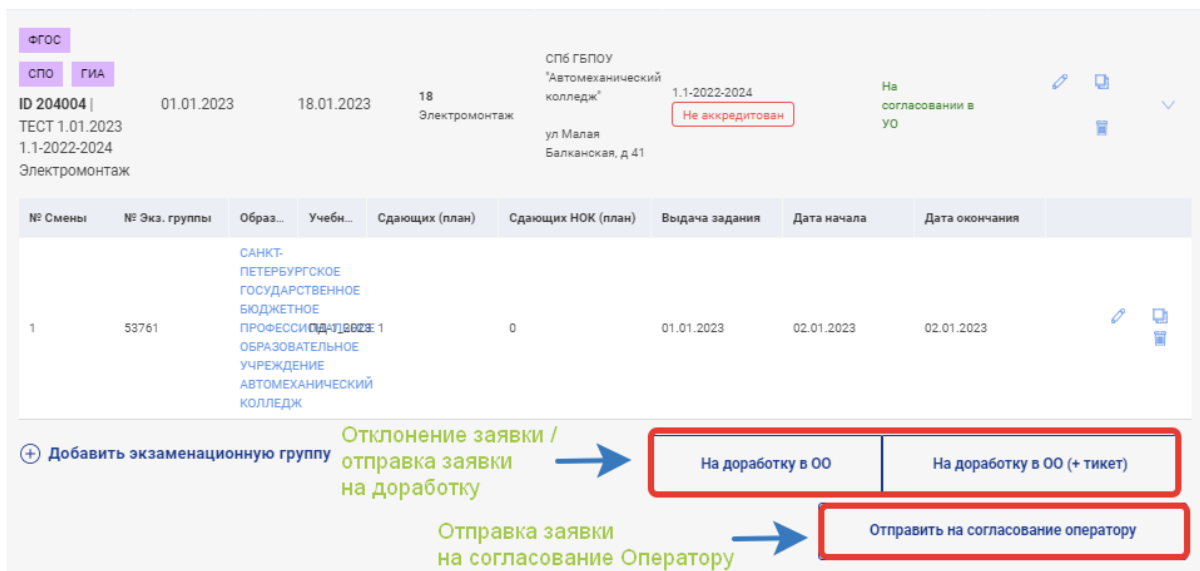 ФГОС
СПО ГИА
ID 204004 |
ТЕСТ 1.01.2023
1.1-2022-2024
Электромонтаж
01.01.2023
18.01.2023
18
Электромонтаж
СПб ГБПОУ
"Автомеханический
колледж"
ул Малая
Балканская, д 41
1.1-2022-2024
Не аккредитован
На
согласовании в
УО
№ Смены № Экз. группы Образ... Учебн... Сдающих (план) Сдающих НОК (план) Выдача задания Дата начала Дата окончания
1
53761
САНКТ-
ПЕТЕРБУРГСКОЕ
ГОСУДАРСТВЕННОЕ
БЮДЖЕТНОЕ
ПРОФЕССИОНАЛЬНОЕ
ОБРАЗОВАТЕЛЬНОЕ
УЧРЕЖДЕНИЕ
АВТОМЕХАНИЧЕСКИЙ
КОЛЛЕДЖ
1
0
01.01.2023
02.01.2023
02.01.2023
Добавить экзаменационную группу
Отклонение заявки /
отправка заявки
на доработку
На доработку в ОО
На доработку в ОО (+ тикет)
Отправка заявки
на согласование Оператору
Отправить на согласование оператору